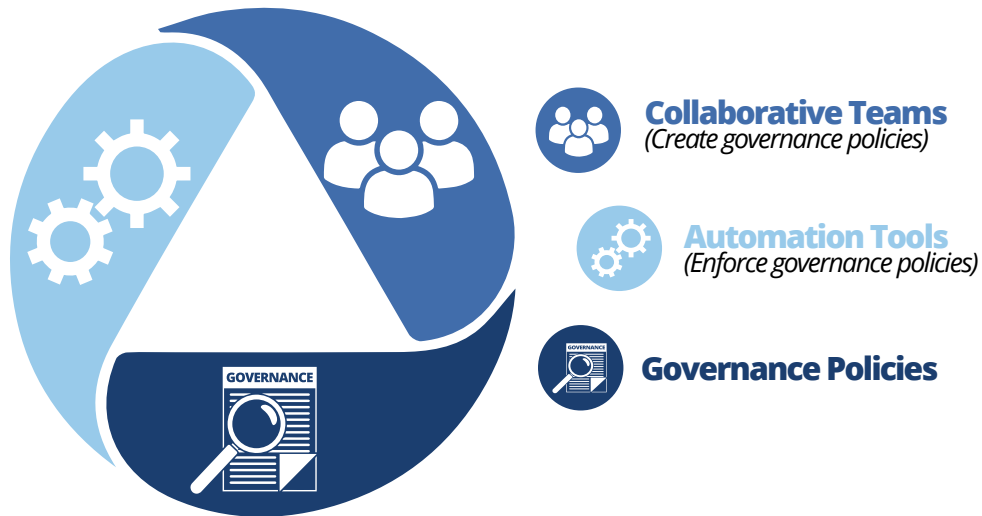 Collaborative Teams
(Create governance policies)
Automation Tools
(Enforce governance policies)
GOVERNANCE
Governance Policies
GOVERNANCE